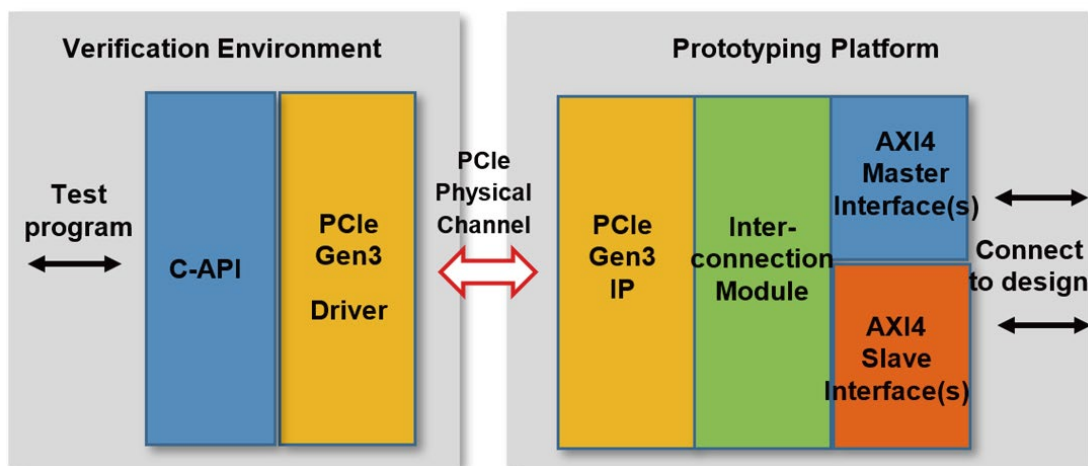 Verification Environment
Test
program
C-API
PCIe
Gen3
Driver
PCIe
Physical
Channel
Prototyping Platform
PCIe
Gen3
IP
Inter-
connection
Module
AXI4
Master
Interface(s)
AXI4
Slave
Interface(s)
Connect
to design